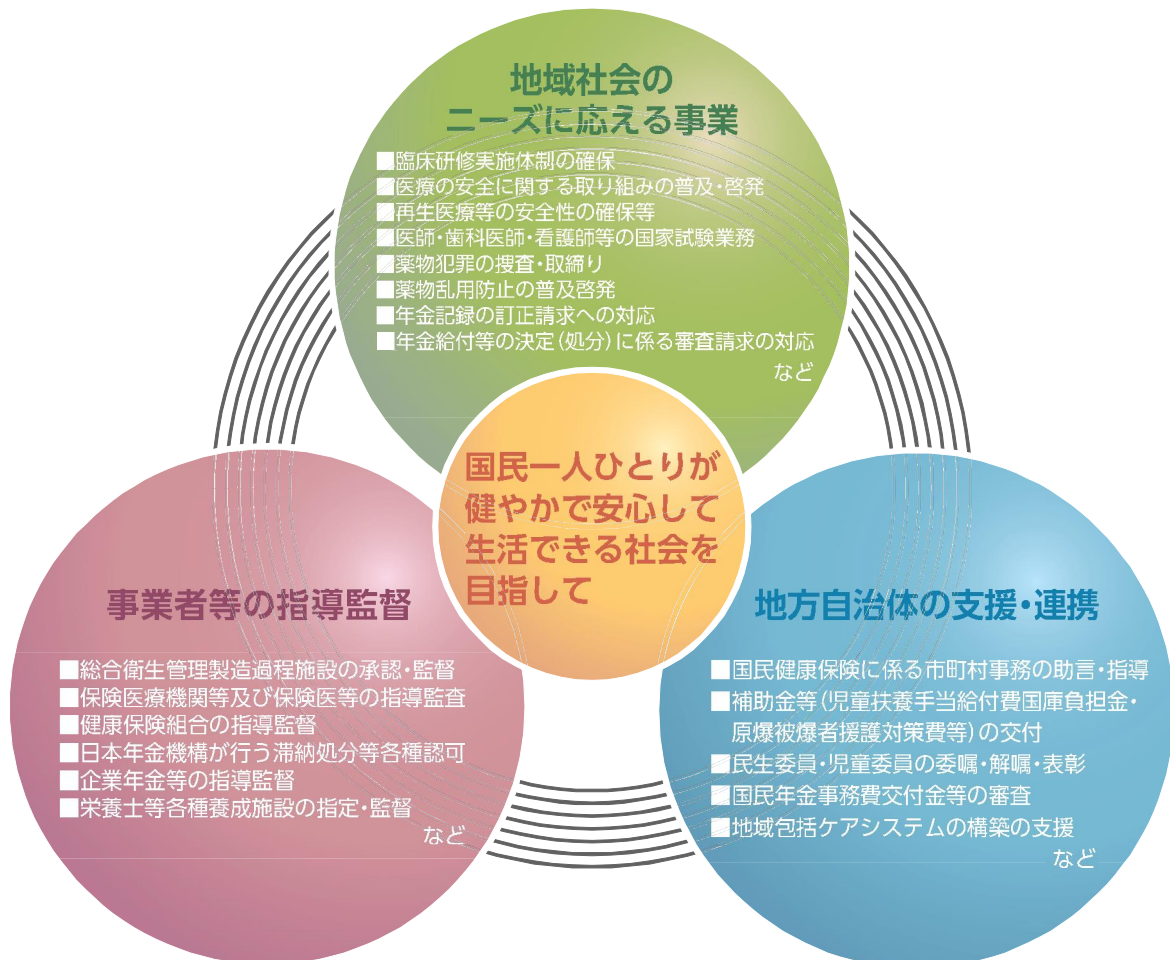 地域社会の
ニーズに応える事業
■臨床研修実施体制の確保
■医療の安全に関する取り組みの普及・啓発
■再生医療等の安全性の確保等
■医師・歯科医師・看護師等の国家試験業務
■薬物犯罪の捜査・取締り
■薬物乱用防止の普及啓発
■年金記録の訂正請求への対応
■年金給付等の決定(処分)に係る審査請求の対応
など
国民一人ひとりが
健やかで安心して
生活できる社会を
目指して
事業者等の指導監督
■総合衛生管理製造過程施設の承認・監督
■保険医療機関等及び保険医等の指導監査
■健康保険組合の指導監督
■日本年金機構が行う滞納処分等各種認可
■企業年金等の指導監督
■栄養士等各種養成施設の指定・監督
など
地方自治体の支援・連携
■国民健康保険に係る市町村事務の助言・指導
■補助金等(児童扶養手当給付費国庫負担金・
原爆被爆者援護対策費等)の交付
■民生委員・児童委員の委嘱・解嘱・表彰
■国民年金事務費交付金等の審査
■地域包括ケアシステムの構築の支援
など